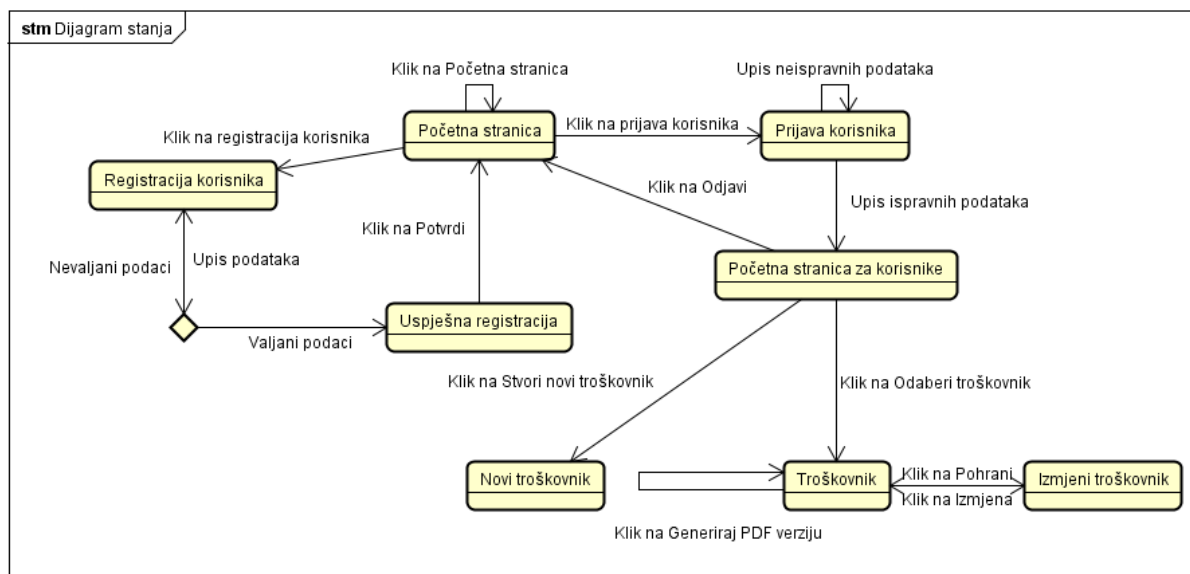 stm Dijagram stanja
Klik na Početna stranica
Upis neispravnih podataka
Klik na registracija korisnika
Početna stranica
Klik na prijava korisnika
Prijava korisnika
Registracija korisnika
Klik na Odjavi
Upis ispravnih podataka
Klik na Potvrdi
Nevaljani podaci
Upis podataka
Početna stranica za korisnike
Uspješna registracija
Valjani podaci
Klik na Stvori novi troškovnik
Klik na Odaberi troškovnik
Novi troškovnik
Troškovnik
Klik na Pohrani
Klik na Izmjena
Izmjeni troškovnik
Klik na Generiraj PDF verziju